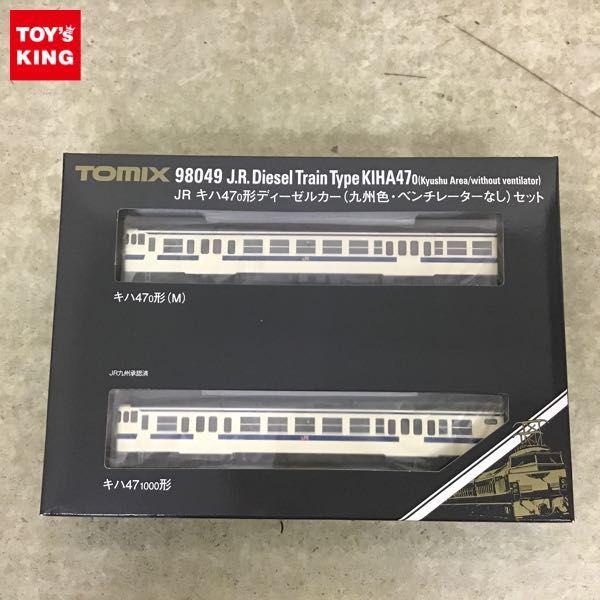 TOY's
KING
TOMIX 98049 J.R. Diesel Train Type KIHA470(Kyushu Area/without ventilator)
JR キハ470形ディーゼルカー(九州色・ベンチレーターなし)セット
キハ470形(M)
JR九州承認済
キハ471000形